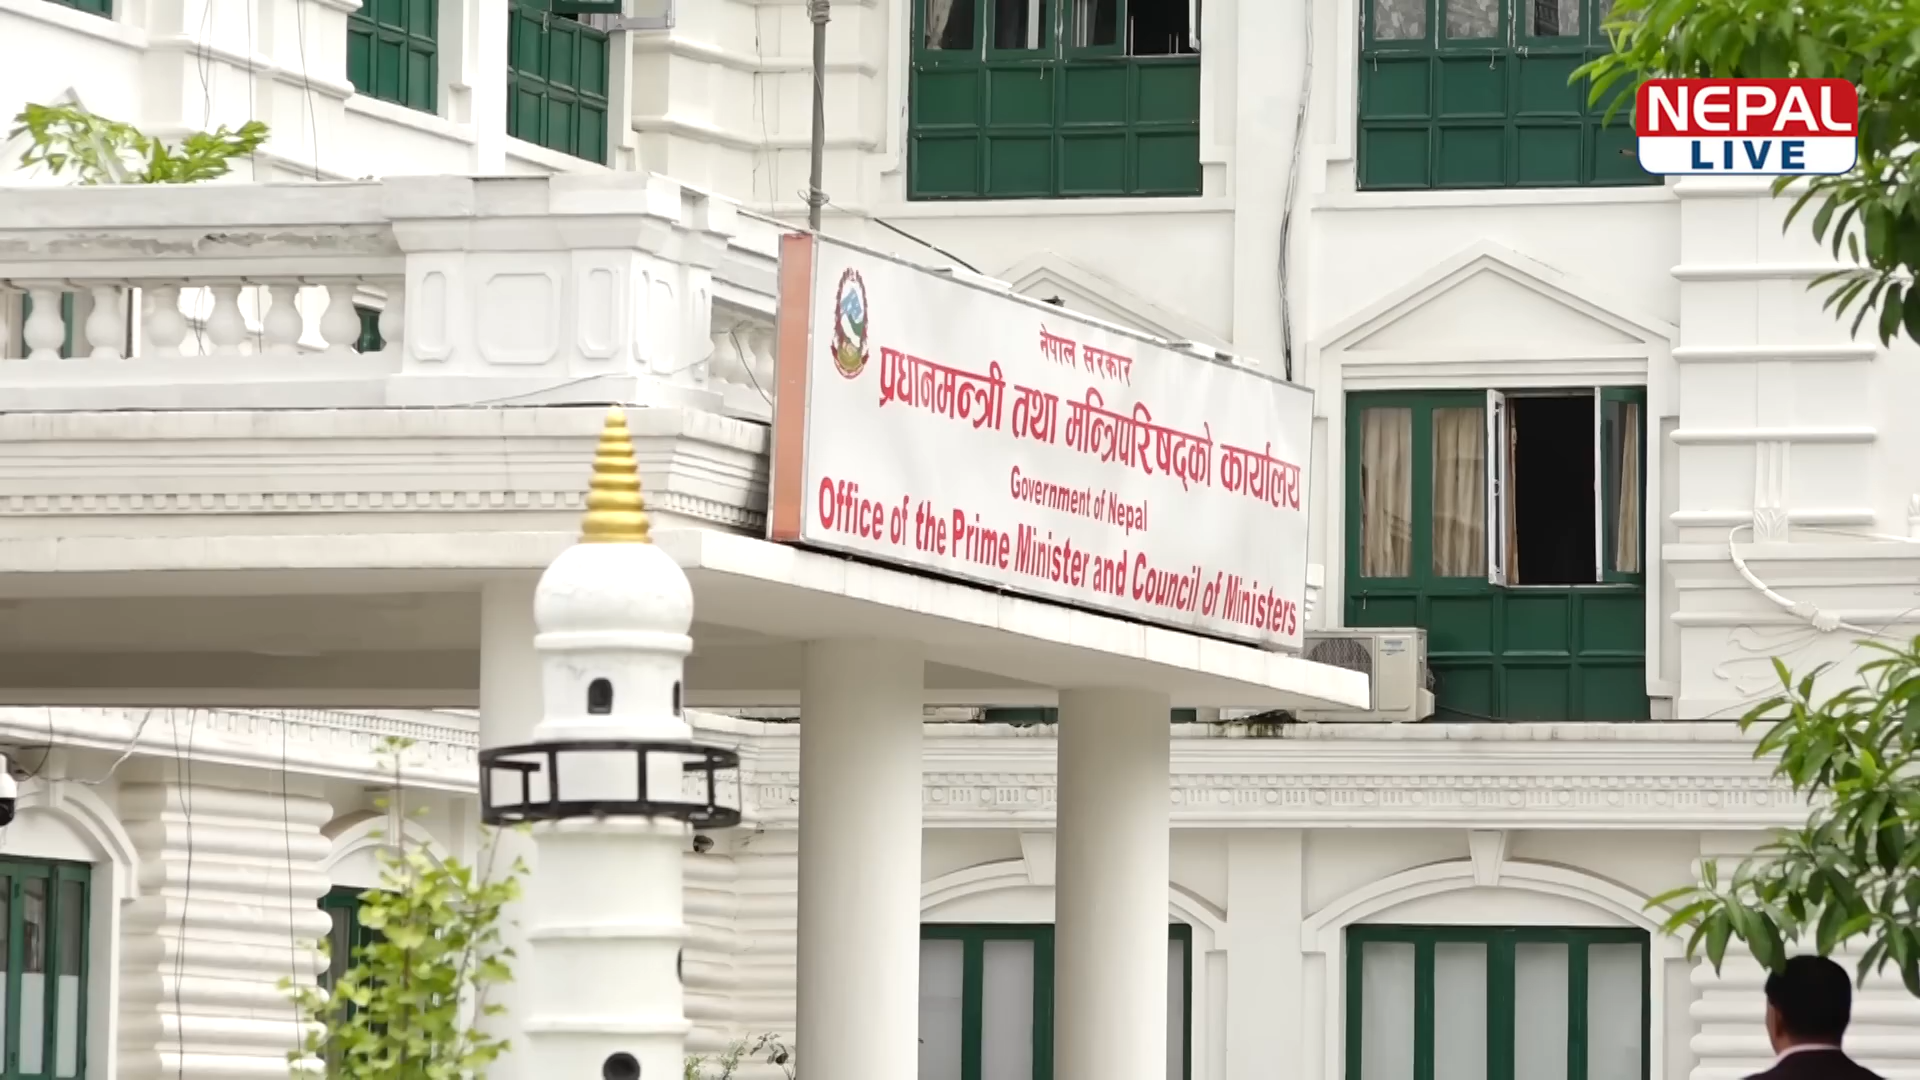 NEPAL
LIVE
नेपाल सरकार
प्रधानमन्त्री तथा मन्त्रिपरिषद्को कार्यालय
Government of Nepal
Office of the Prime Minister and Council of Ministers